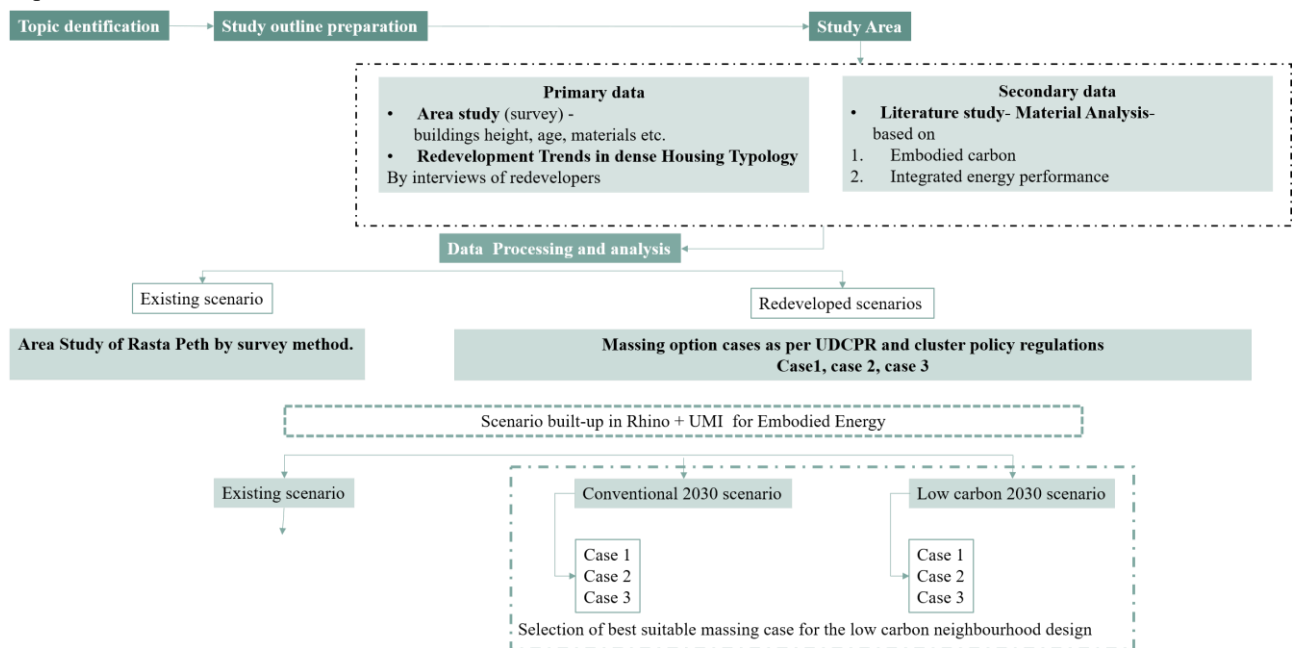 Topic dentification
Study outline preparation
Study Area
Primary data
• Area study (survey) -
buildings height, age, materials etc.
• Redevelopment Trends in dense Housing Typology
By interviews of redevelopers
Secondary data
• Literature study- Material Analysis-
based on
1. Embodied carbon
2. Integrated energy performance
Data Processing and analysis
Existing scenario
Redeveloped scenarios
Area Study of Rasta Peth by survey method.
Massing option cases as per UDCPR and cluster policy regulations
Case1, case 2, case 3
Scenario built-up in Rhino + UMI for Embodied Energy
Existing scenario
Conventional 2030 scenario
Low carbon 2030 scenario
Case 1
Case 2
Case 3
Case 1
Case 2
Case 3
Selection of best suitable massing case for the low carbon neighbourhood design